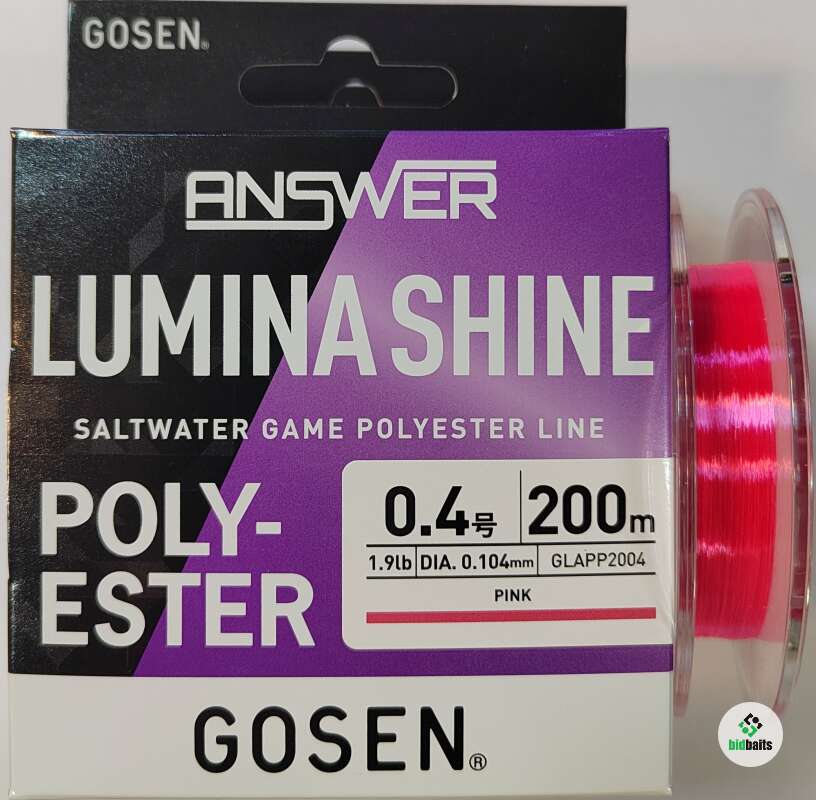 GOSEN®
ANSWER
LUMINA SHINE
SALTWATER GAME POLYESTER LINE
POLY-
ESTER
0.4号 200m
1.9lb DIA. 0.104mm GLAPP2004
PINK
GOSEN®
bidbaits